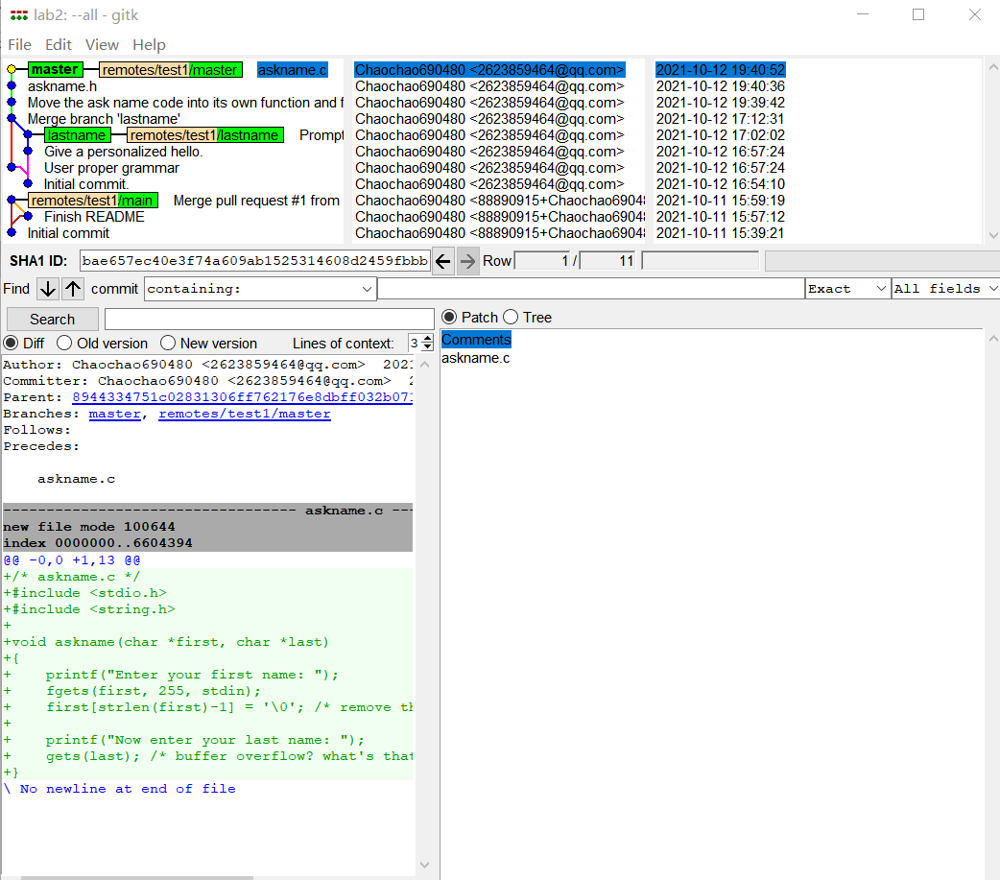 lab2: --all - gitk
File Edit View Help
master remotes/test1/master askname.c Chaochao690480 <2623859464@qq.com> 2021-10-12 19:40:52
askname.h Chaochao690480 <2623859464@qq.com> 2021-10-12 19:40:36
Move the ask name code into its own function and f Chaochao690480 <2623859464@qq.com> 2021-10-12 19:39:42
Merge branch 'lastname' Chaochao690480 <2623859464@qq.com> 2021-10-12 17:12:31
lastname remotes/test1/lastname Prompt Chaochao690480 <2623859464@qq.com> 2021-10-12 17:02:02
Give a personalized hello. Chaochao690480 <2623859464@qq.com> 2021-10-12 16:57:24
User proper grammar Chaochao690480 <2623859464@qq.com> 2021-10-12 16:57:24
Initial commit. Chaochao690480 <2623859464@qq.com> 2021-10-12 16:54:10
remotes/test1/main Merge pull request #1 from Chaochao690480 <88890915+Chaochao69048 2021-10-11 15:59:19
Finish README Chaochao690480 <88890915+Chaochao69048 2021-10-11 15:57:12
Initial commit Chaochao690480 <88890915+Chaochao69048 2021-10-11 15:39:21
SHA1 ID: bae657ec40e3f74a609ab1525314608d2459fbbb Row 1 / 11
Find commit containing: Exact All fields
Search
Patch Tree
Diff Old version New version Lines of context: 3
Comments
askname.c
Author: Chaochao690480 <2623859464@qq.com> 2021
Committer: Chaochao690480 <2623859464@qq.com> 2
Parent: 8944334751c02831306ff762176e8dbff032b071
Branches: master, remotes/test1/master
Follows:
Precedes:
askname.c
---------------------------------- askname.c ---
new file mode 100644
index 0000000..6604394
@@ -0,0 +1,13 @@
+/* askname.c */
+#include <stdio.h>
+#include <string.h>
+
+void askname(char *first, char *last)
+{
+    printf("Enter your first name: ");
+    fgets(first, 255, stdin);
+    first[strlen(first)-1] = '\0'; /* remove th
+
+    printf("Now enter your last name: ");
+    gets(last); /* buffer overflow? what's that
+}
\ No newline at end of file